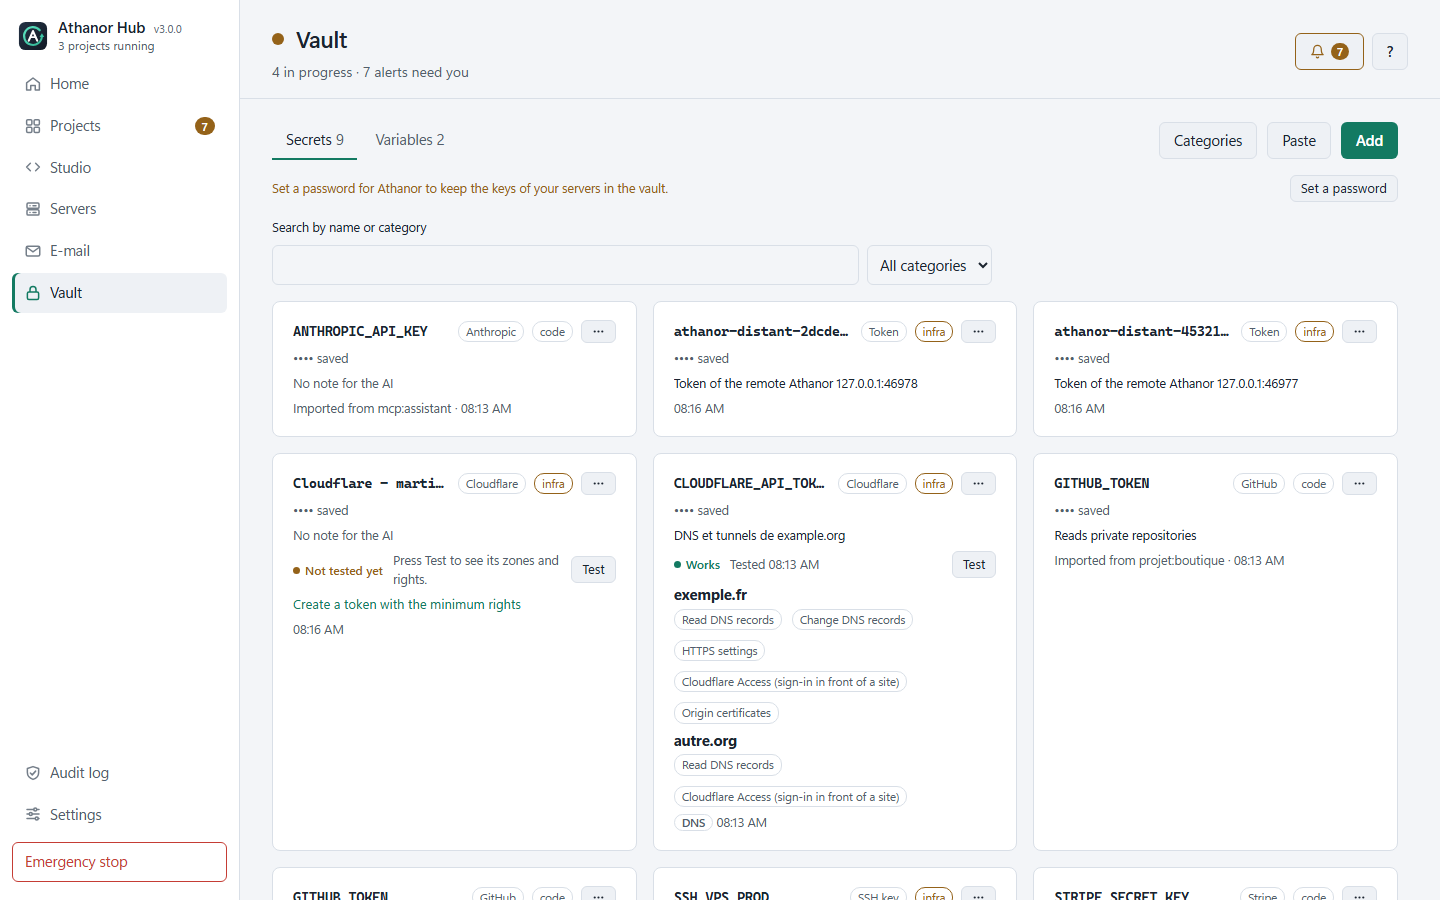 Athanor Hub v3.0.0
3 projects running
Home
Projects 7
Studio
Servers
E-mail
Vault
Audit log
Settings
Emergency stop
Vault
4 in progress · 7 alerts need you
7
?
Secrets 9
Variables 2
Categories
Paste
Add
Set a password for Athanor to keep the keys of your servers in the vault.
Set a password
Search by name or category
All categories
ANTHROPIC_API_KEY Anthropic code ···
•••• saved
No note for the AI
Imported from mcp:assistant · 08:13 AM
athanor-distant-2dcde… Token infra ···
•••• saved
Token of the remote Athanor 127.0.0.1:46978
08:16 AM
athanor-distant-45321… Token infra ···
•••• saved
Token of the remote Athanor 127.0.0.1:46977
08:16 AM
Cloudflare - marti… Cloudflare infra ···
•••• saved
No note for the AI
Not tested yet
Press Test to see its zones and
rights.
Test
Create a token with the minimum rights
08:16 AM
CLOUDFLARE_API_TOK… Cloudflare infra ···
•••• saved
DNS et tunnels de example.org
Works Tested 08:13 AM Test
exemple.fr
Read DNS records Change DNS records
HTTPS settings
Cloudflare Access (sign-in in front of a site)
Origin certificates
autre.org
Read DNS records
Cloudflare Access (sign-in in front of a site)
DNS 08:13 AM
GITHUB_TOKEN GitHub code ···
•••• saved
Reads private repositories
Imported from projet:boutique · 08:13 AM
GITHUB_TOKEN GitHub code ···
SSH_VPS_PROD SSH key infra ···
STRIPE_SECRET_KEY Stripe code ···